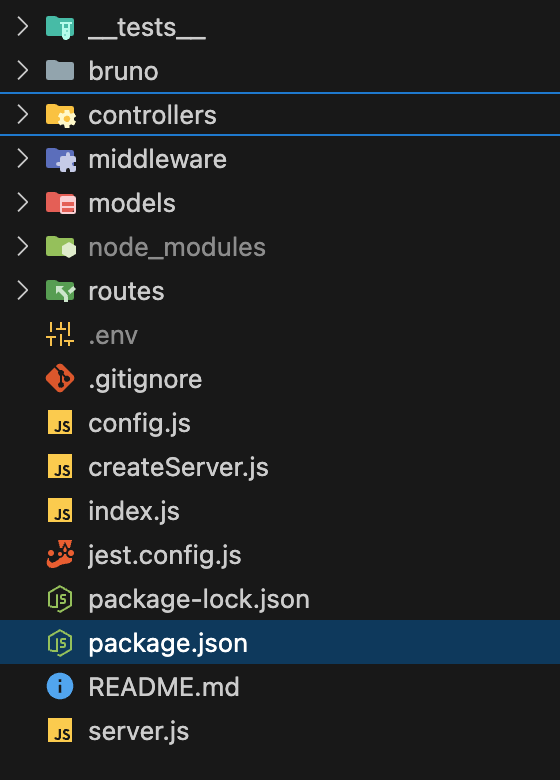 __tests__
bruno
controllers
middleware
models
node_modules
routes
.env
.gitignore
JS config.js
JS createServer.js
JS index.js
jest.config.js
JS package-lock.json
JS package.json
i README.md
JS server.js